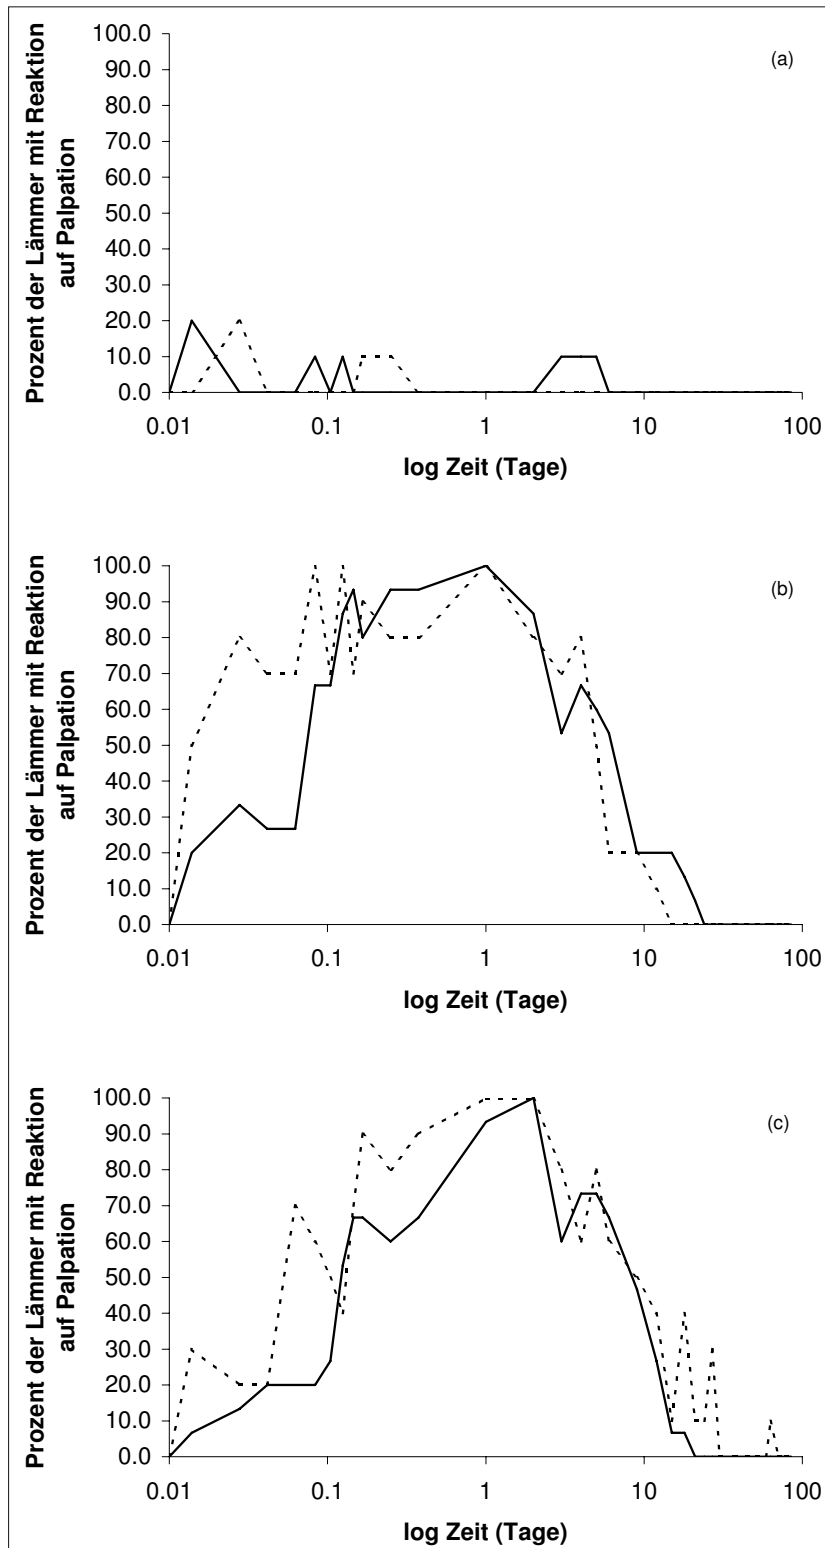 Prozent der Lämmer mit Reaktion
auf Palpation
100.0
90.0
80.0
70.0
60.0
50.0
40.0
30.0
20.0
10.0
0.0
(a)
0.01 0.1 1 10 100
log Zeit (Tage)
Prozent der Lämmer mit Reaktion
auf Palpation
100.0
90.0
80.0
70.0
60.0
50.0
40.0
30.0
20.0
10.0
0.0
(b)
0.01 0.1 1 10 100
log Zeit (Tage)
Prozent der Lämmer mit Reaktion
auf Palpation
100.0
90.0
80.0
70.0
60.0
50.0
40.0
30.0
20.0
10.0
0.0
(c)
0.01 0.1 1 10 100
log Zeit (Tage)